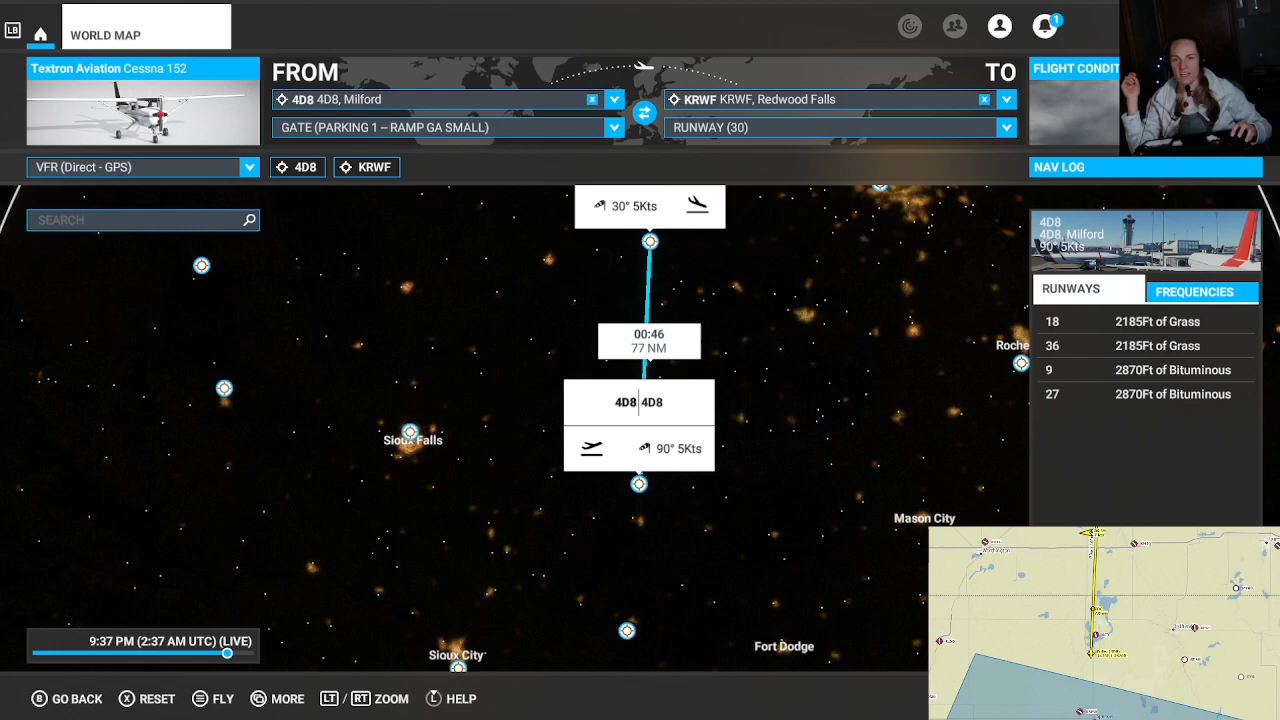 LB
WORLD MAP
1
Textron Aviation Cessna 152
FROM
TO
FLIGHT CONDIT
4D8 4D8, Milford
KRWF KRWF, Redwood Falls
GATE (PARKING 1 – RAMP GA SMALL)
RUNWAY (30)
VFR (Direct - GPS)
4D8
KRWF
NAV LOG
SEARCH
30° 5Kts
4D8
4D8, Milford
90° 5Kts
RUNWAYS
FREQUENCIES
18 2185Ft of Grass
36 2185Ft of Grass
9 2870Ft of Bituminous
27 2870Ft of Bituminous
00:46
77 NM
Roche
4D8 4D8
90° 5Kts
Sioux Falls
Mason City
Worthington
9:37 PM (2:37 AM UTC) (LIVE)
Sioux City
Fort Dodge
B GO BACK
X RESET
FLY
MORE
LT / RT ZOOM
HELP